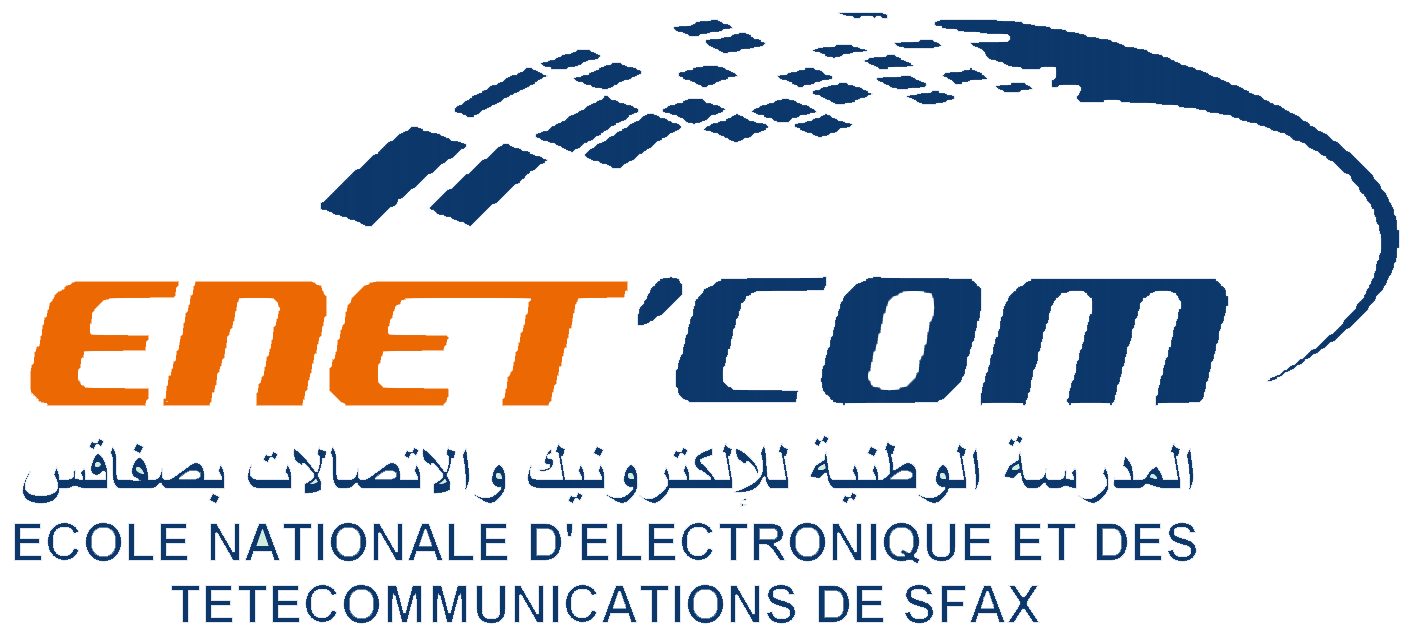 ENET'COM
المدرسة الوطنية للإلكترونيك والاتصالات بصفاقس
ECOLE NATIONALE D'ELECTRONIQUE ET DES
TETECOMMUNICATIONS DE SFAX